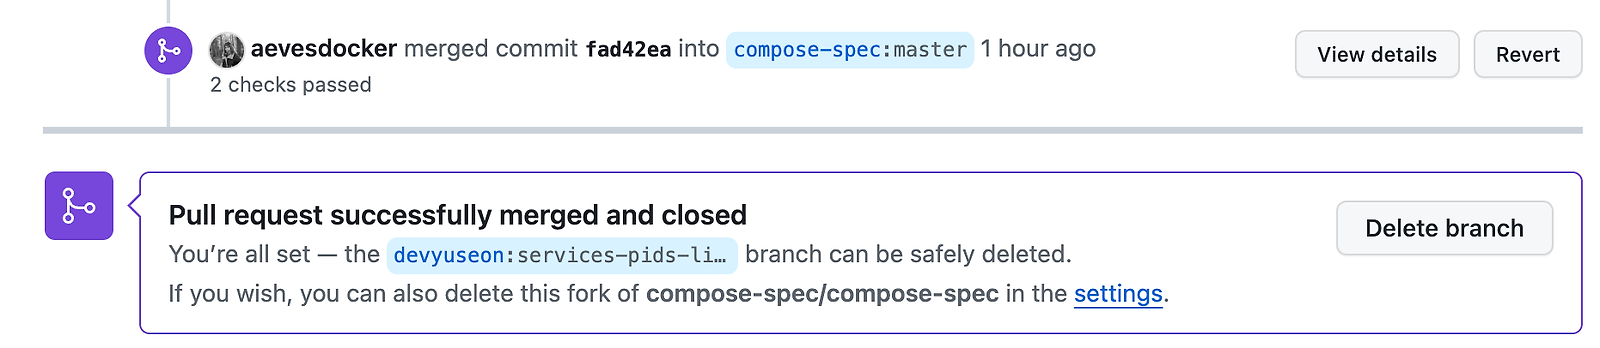 aevesdocker merged commit fad42ea into compose-spec:master 1 hour ago View details Revert
2 checks passed
Pull request successfully merged and closed
You’re all set — the devyuseon:services-pids-li… branch can be safely deleted. Delete branch
If you wish, you can also delete this fork of compose-spec/compose-spec in the settings.